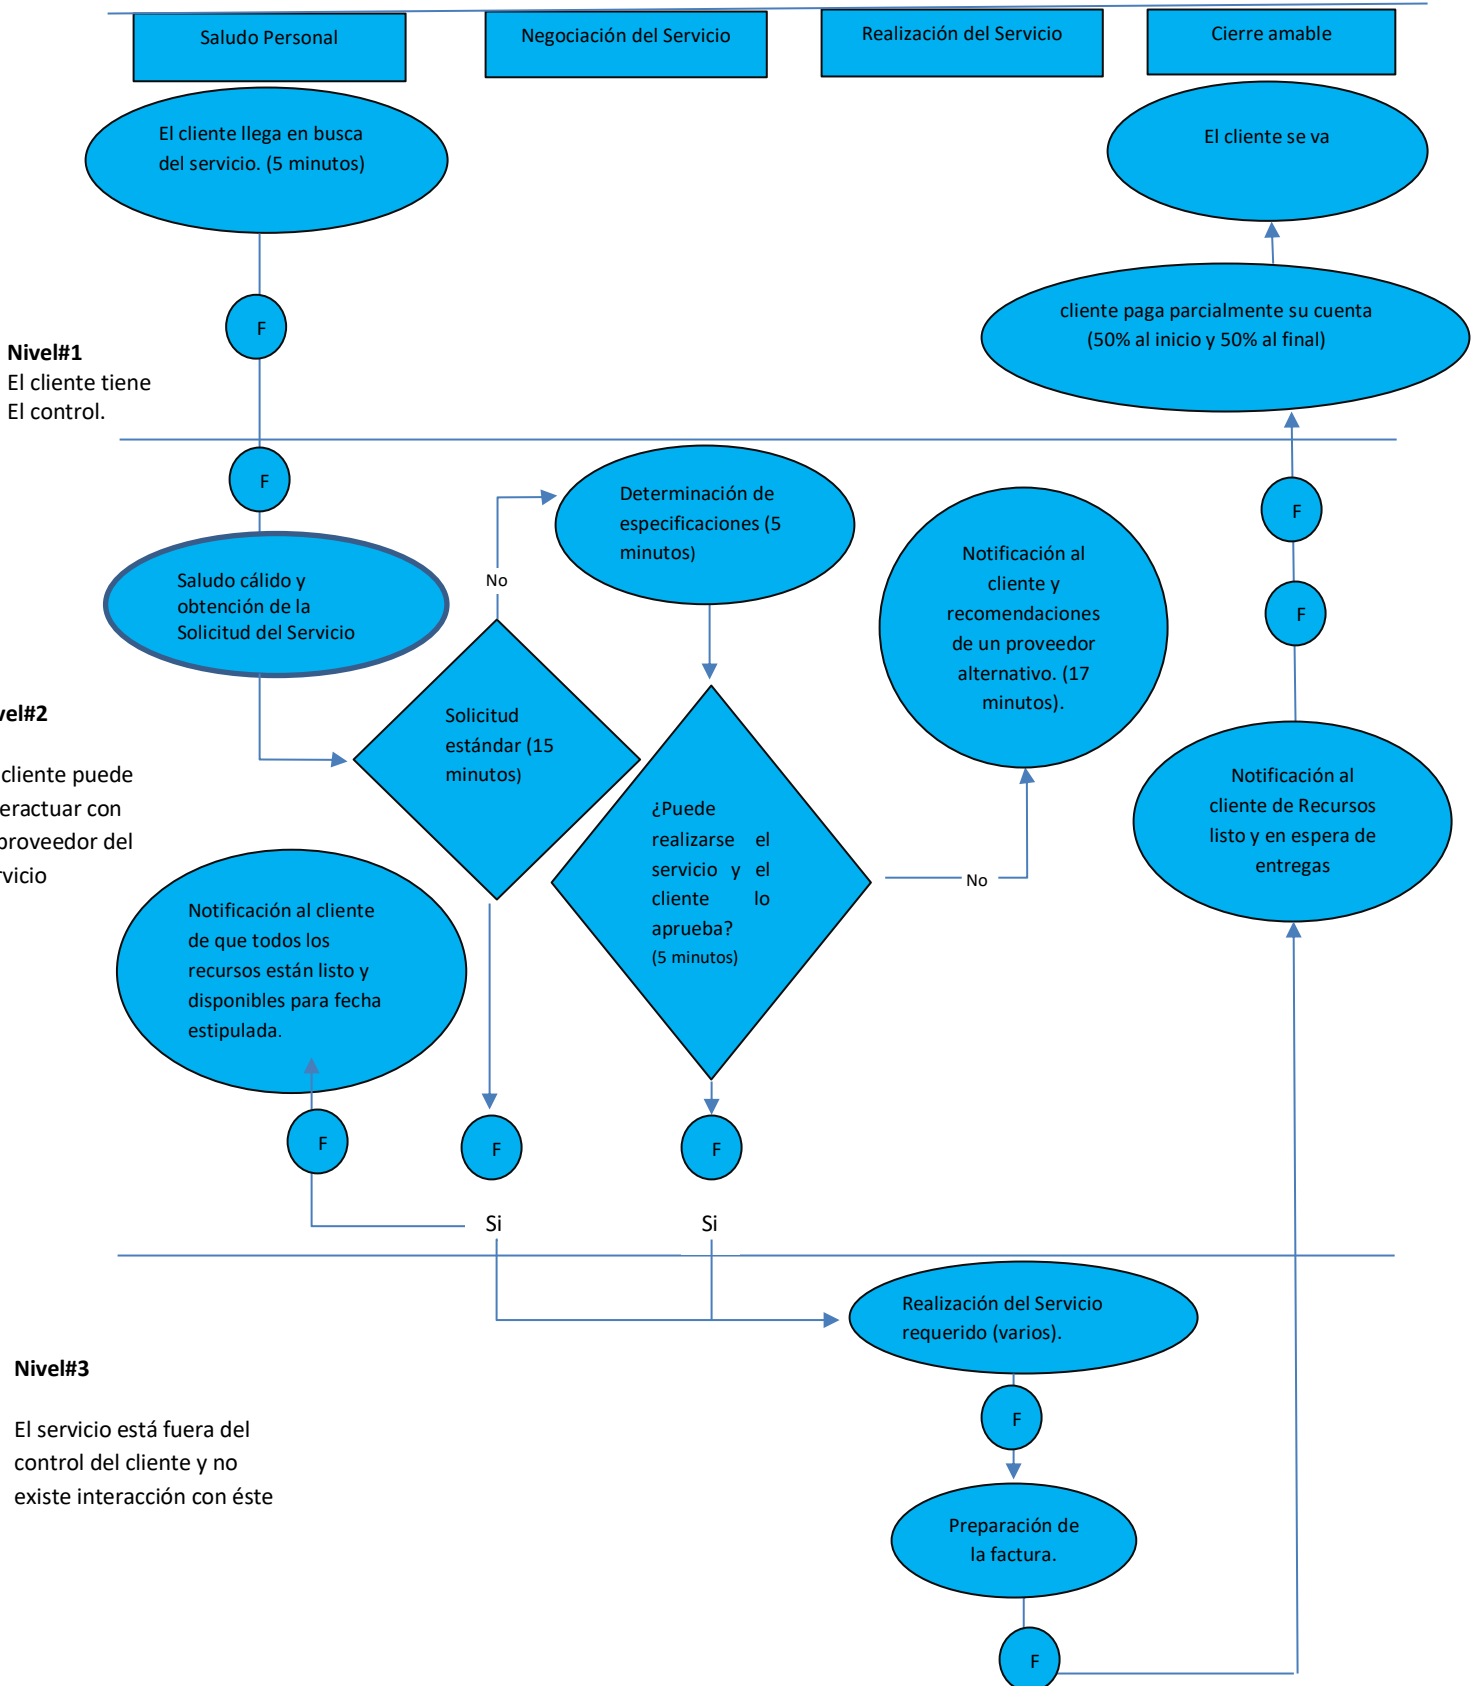 Saludo Personal
Negociación del Servicio
Realización del Servicio
Cierre amable
El cliente llega en busca
del servicio. (5 minutos)
El cliente se va
F
cliente paga parcialmente su cuenta
(50% al inicio y 50% al final)
Nivel#1
El cliente tiene
El control.
F
Determinación de
especificaciones (5
minutos)
F
No
Notificación al
cliente y
recomendaciones
de un proveedor
alternativo. (17
minutos).
Saludo cálido y
obtención de la
Solicitud del Servicio
F
vel#2
cliente puede
eractuar con
proveedor del
rvicio
Solicitud
estándar (15
minutos)
¿Puede
realizarse el
servicio y el
cliente lo
aprueba?
(5 minutos)
No
Notificación al
cliente de Recursos
listo y en espera de
entregas
Notificación al cliente
de que todos los
recursos están listo y
disponibles para fecha
estipulada.
F
F
F
Si
Si
Realización del Servicio
requerido (varios).
Nivel#3
El servicio está fuera del
control del cliente y no
existe interacción con éste
F
Preparación de
la factura.
F